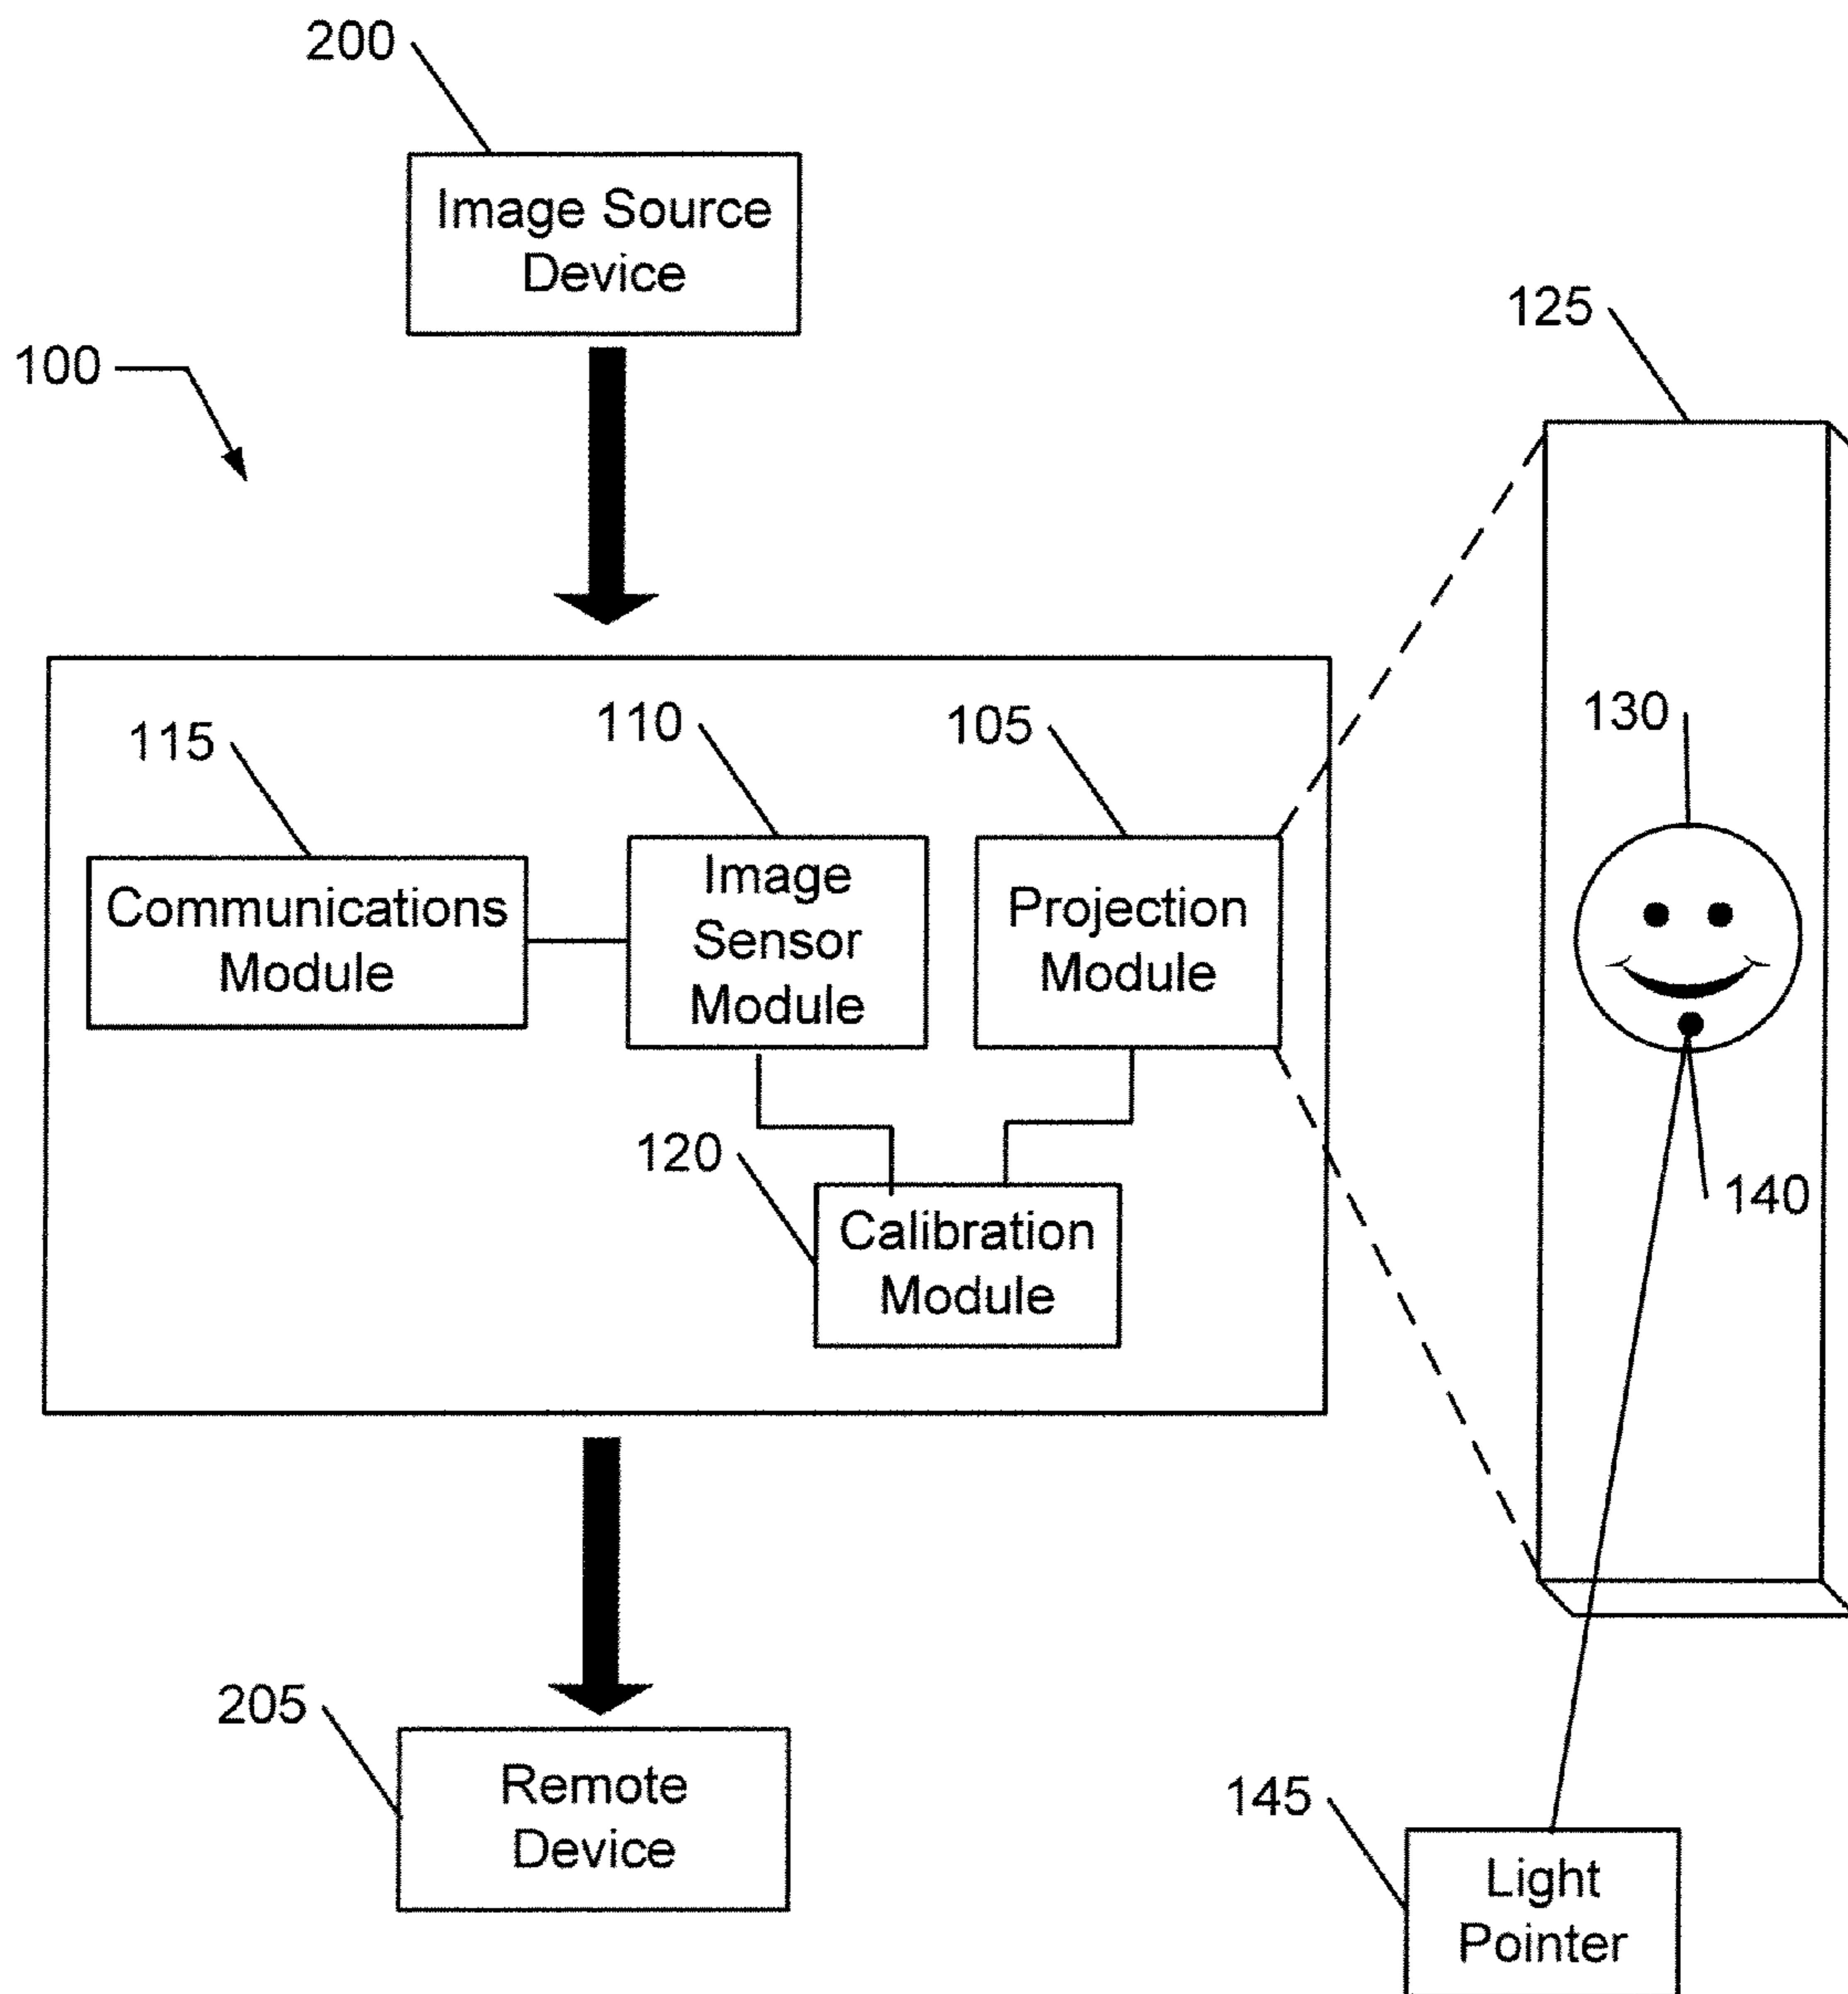 200
Image Source
Device
100
125
130
115
110
105
Communications
Module
Image
Sensor
Module
Projection
Module
120
Calibration
Module
140
205
Remote
Device
145
Light
Pointer